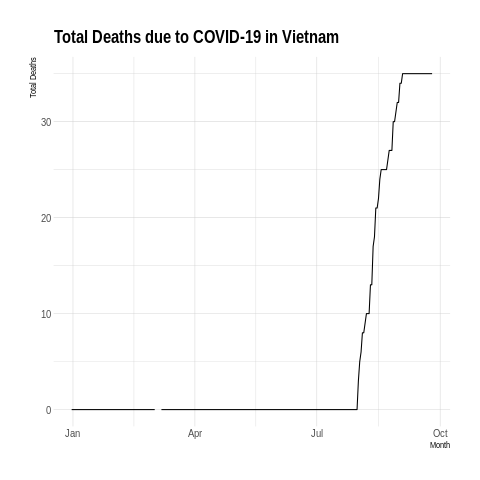 Total Deaths due to COVID-19 in Vietnam
Total Deaths
30
20
10
0
Jan Apr Jul Oct
Month